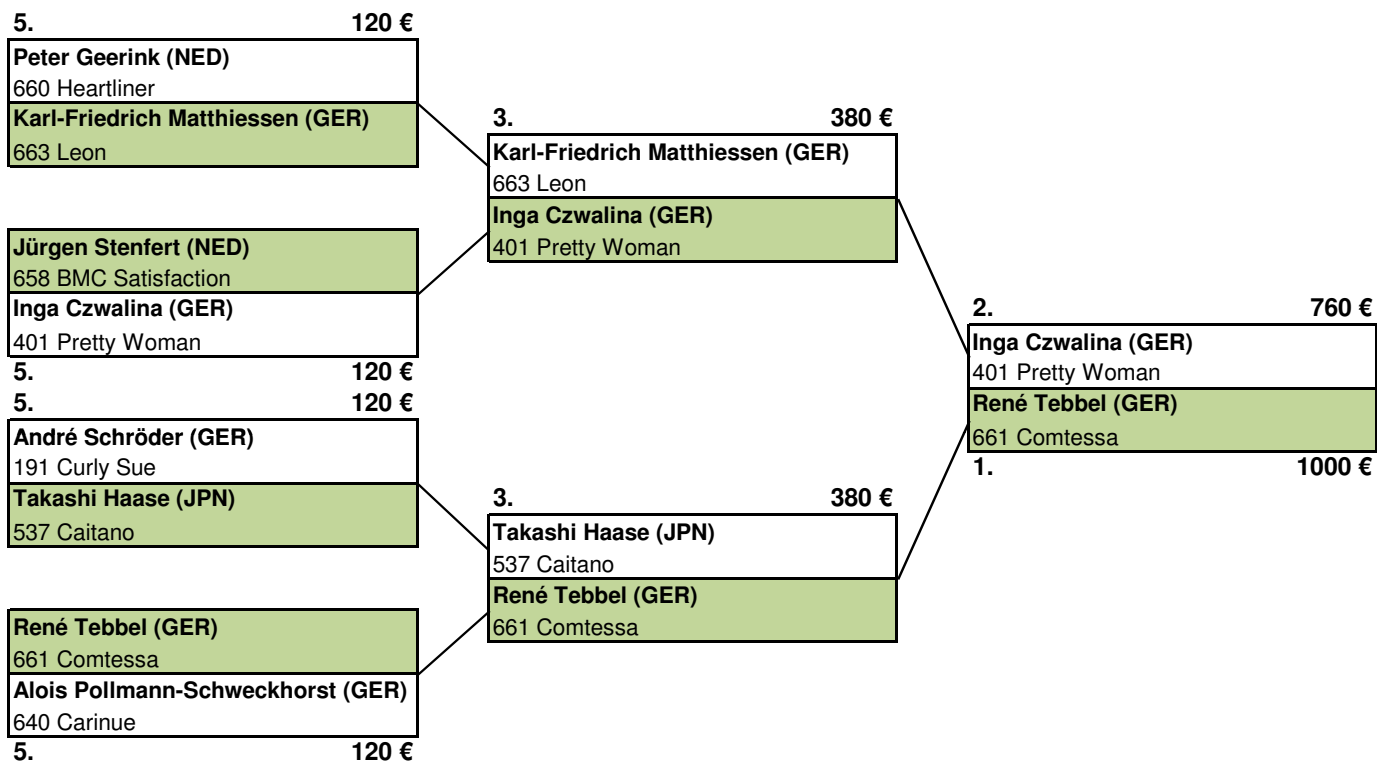 5. 120 €
Peter Geerink (NED)
660 Heartliner
Karl-Friedrich Matthiessen (GER)
663 Leon
Jürgen Stenfert (NED)
658 BMC Satisfaction
Inga Czwalina (GER)
401 Pretty Woman
5. 120 €
5. 120 €
André Schröder (GER)
191 Curly Sue
Takashi Haase (JPN)
537 Caitano
René Tebbel (GER)
661 Comtessa
Alois Pollmann-Schweckhorst (GER)
640 Carinue
5. 120 €
3. 380 €
Karl-Friedrich Matthiessen (GER)
663 Leon
Inga Czwalina (GER)
401 Pretty Woman
3. 380 €
Takashi Haase (JPN)
537 Caitano
René Tebbel (GER)
661 Comtessa
2. 760 €
Inga Czwalina (GER)
401 Pretty Woman
René Tebbel (GER)
661 Comtessa
1. 1000 €